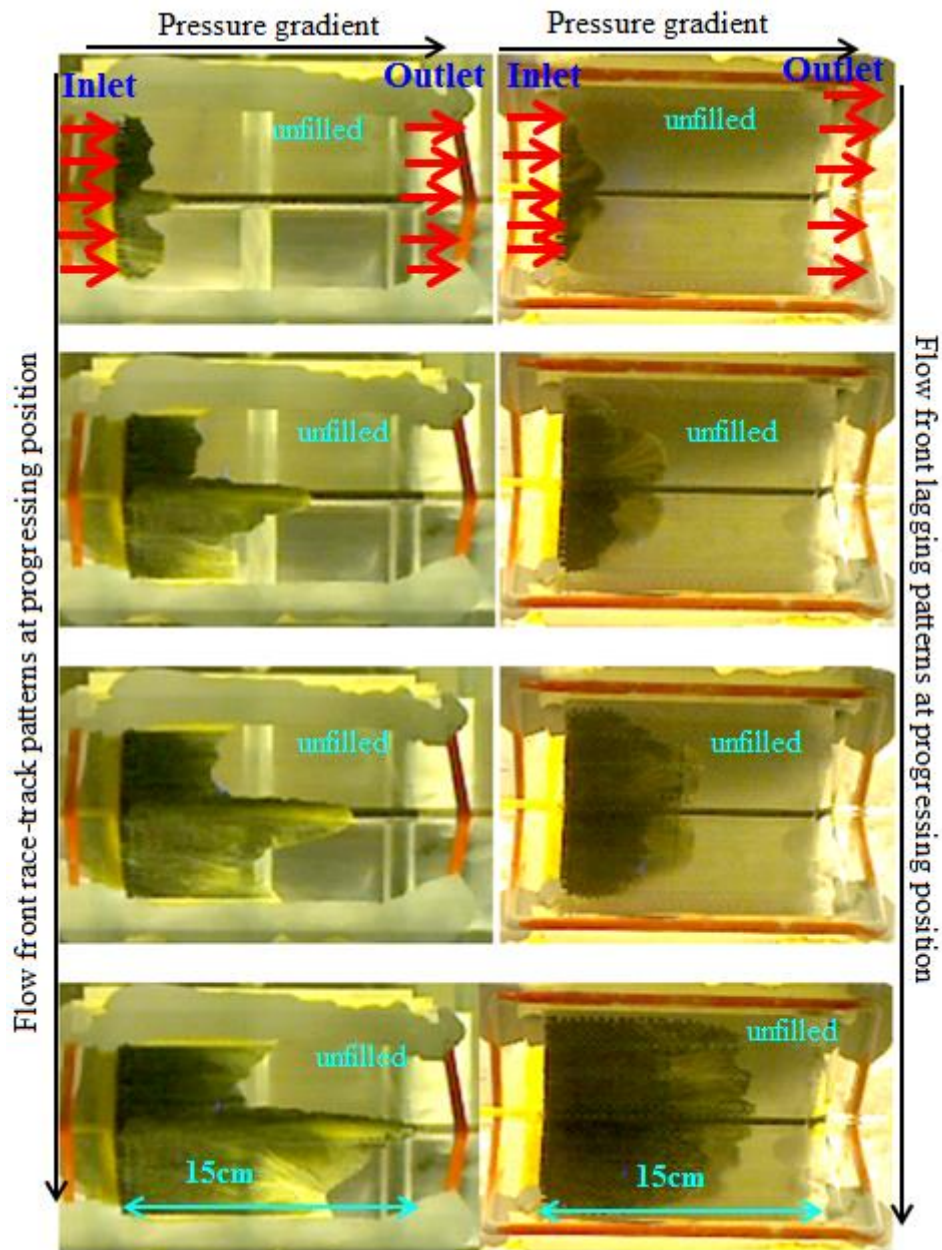 Pressure gradient
Pressure gradient
Inlet
Outlet
Inlet
Outlet
unfilled
unfilled
unfilled
unfilled
unfilled
unfilled
unfilled
unfilled
15cm
15cm
Flow front race-track patterns at progressing position
Flow front lagging patterns at progressing position